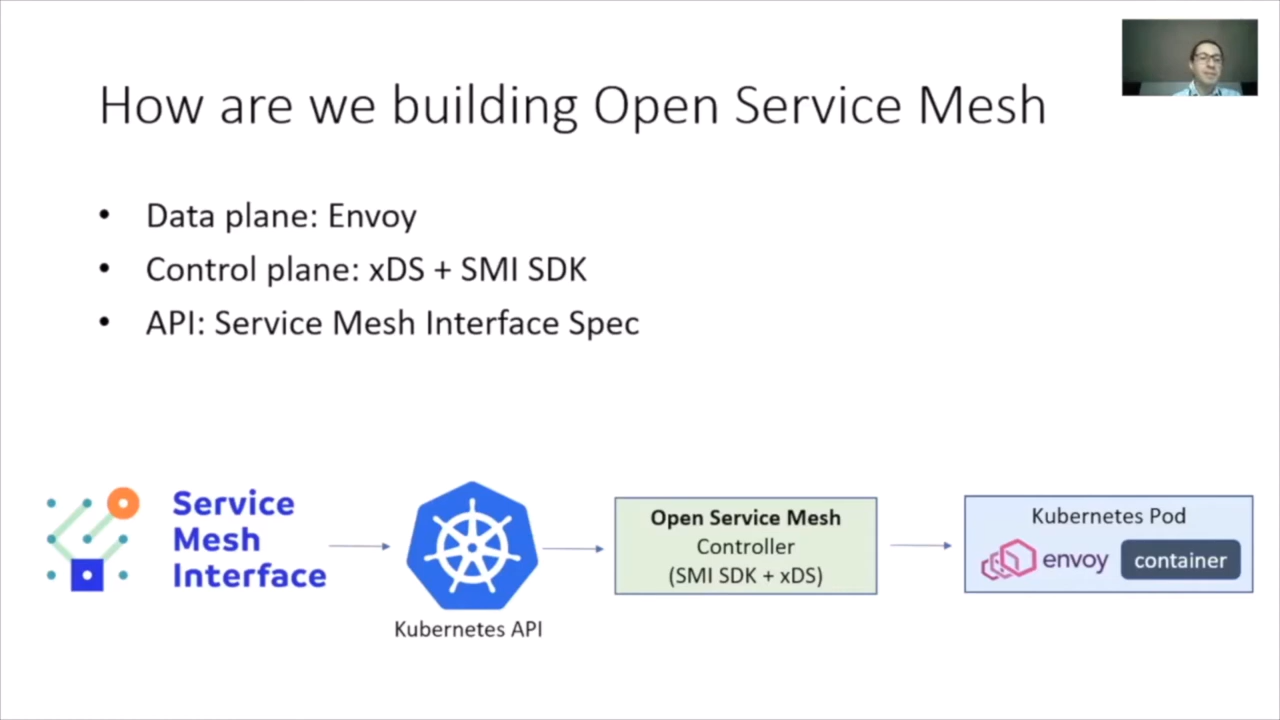 How are we building Open Service Mesh
• Data plane: Envoy
• Control plane: xDS + SMI SDK
• API: Service Mesh Interface Spec
Service
Mesh
Interface
Kubernetes API
Open Service Mesh
Controller
(SMI SDK + xDS)
Kubernetes Pod
envoy
container